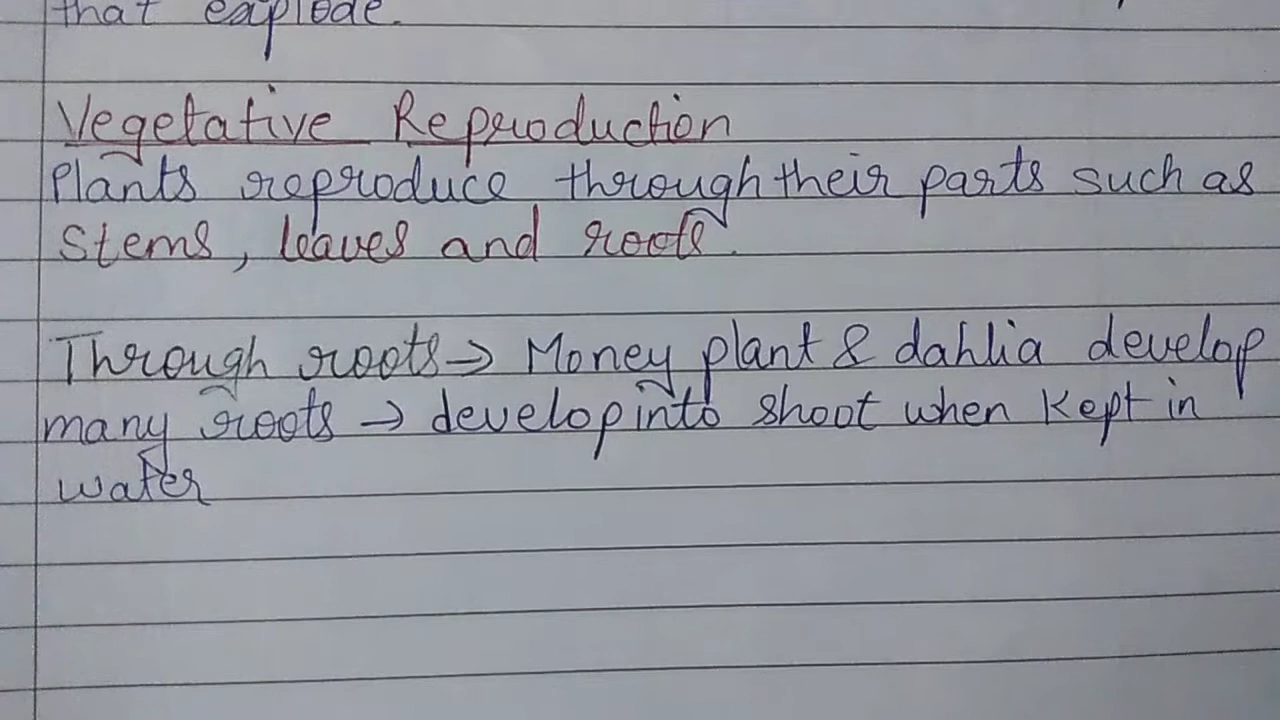 that explode.
Vegetative Reproduction
Plants reproduce through their parts such as
stems, leaves and roots.
Through roots → Money plant & dahlia develop
many roots → develop into shoot when kept in
water